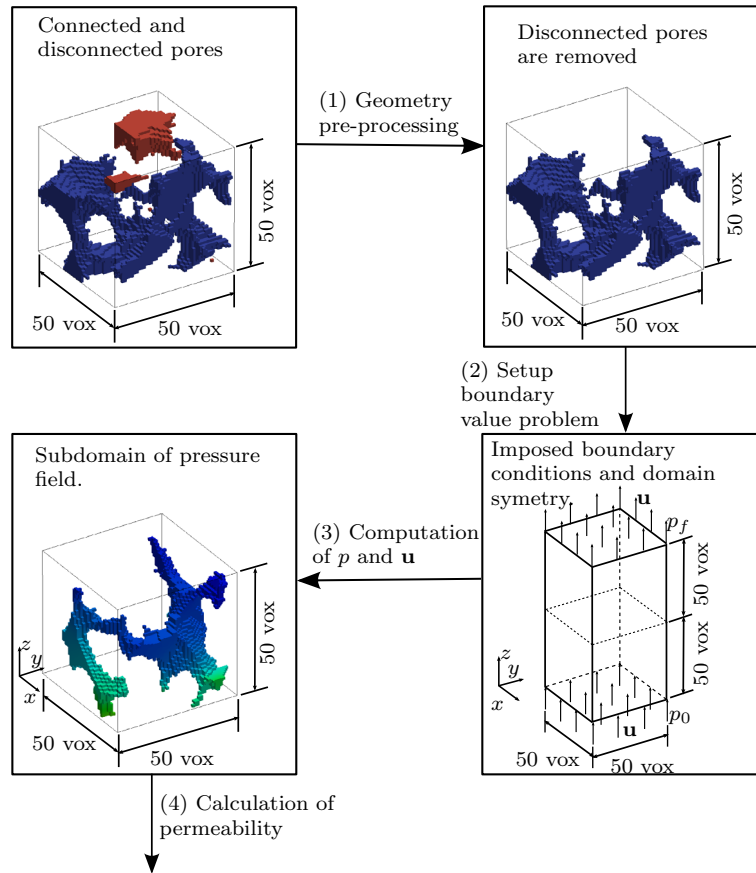 Connected and
disconnected pores
50 vox
50 vox
50 vox
(1) Geometry
pre-processing
Disconnected pores
are removed
50 vox
50 vox
50 vox
(2) Setup
boundary
value problem
Imposed boundary
conditions and domain
symetry.
u
p_f
50 vox
50 vox
z
y
x
p_0
u
50 vox
50 vox
(3) Computation
of p and u
Subdomain of pressure
field.
50 vox
z
y
x
50 vox
50 vox
(4) Calculation of
permeability